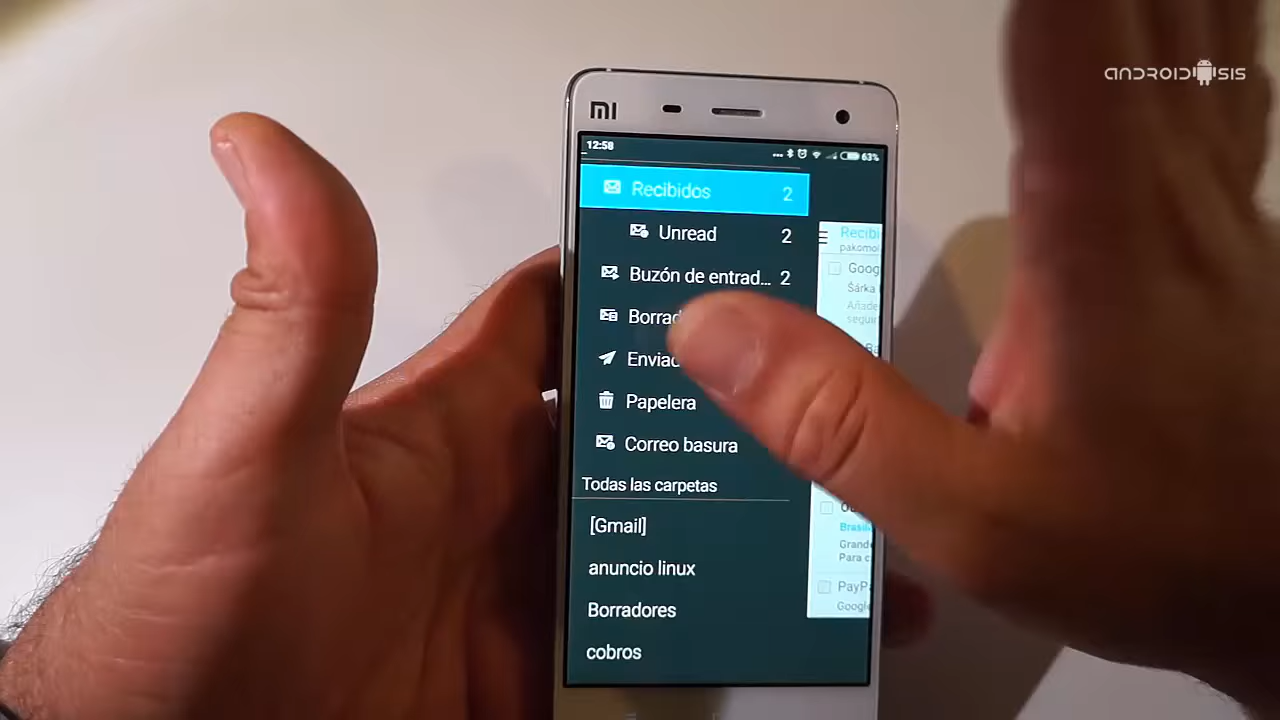 ANDROIDSIS
MI
12:58
63%
Recibidos 2
Unread 2
Buzón de entrad... 2
Papelera
Correo basura
Todas las carpetas
[Gmail]
anuncio linux
Borradores
cobros